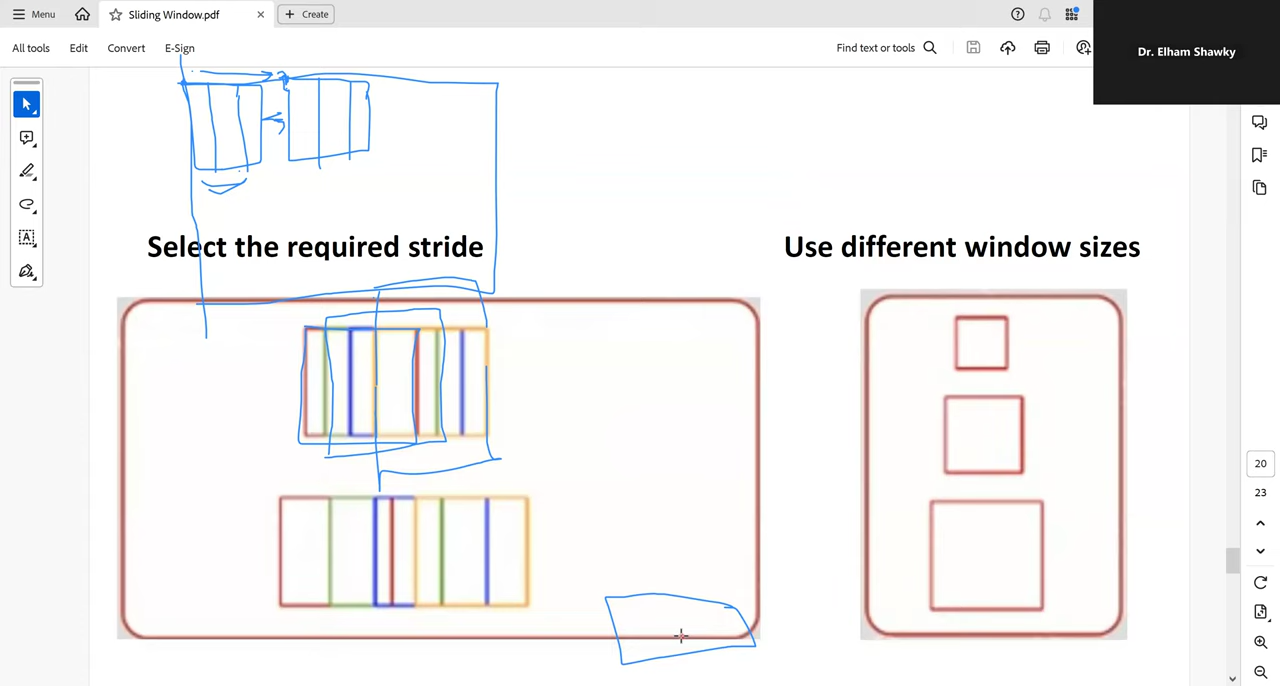 Menu
Sliding Window.pdf
Create
Dr. Elham Shawky
All tools Edit Convert E-Sign
Find text or tools
Select the required stride
Use different window sizes
20
23